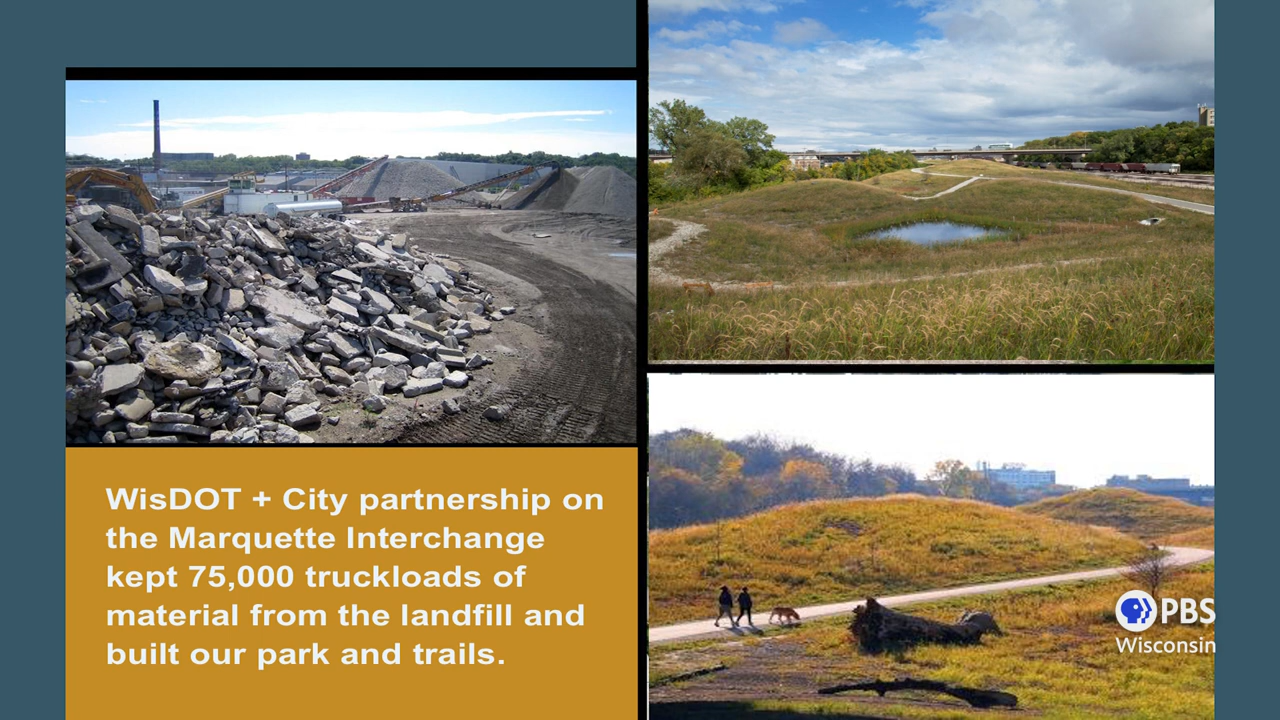 WisDOT + City partnership on
the Marquette Interchange
kept 75,000 truckloads of
material from the landfill and
built our park and trails.
PBS
Wisconsin